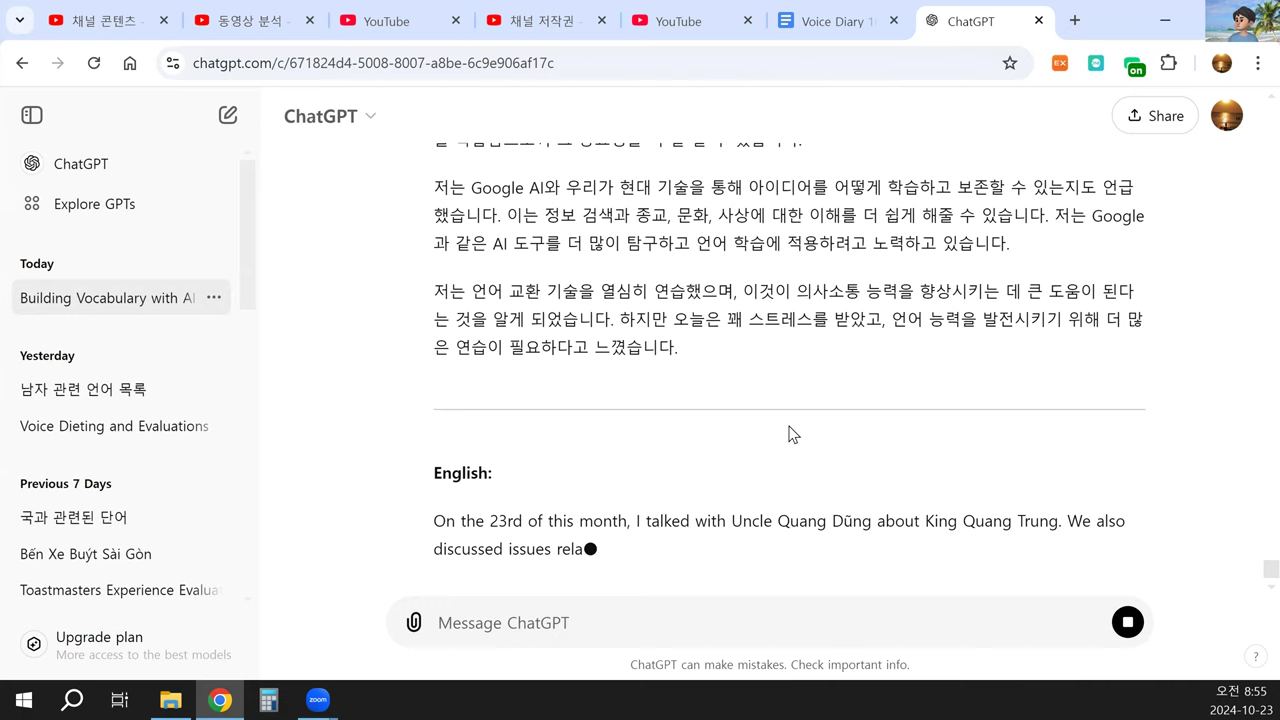 채널 콘텐츠 -
동영상 분석 -
YouTube
채널 저작권 -
YouTube
Voice Diary 1
ChatGPT
chatgpt.com/c/671824d4-5008-8007-a8be-6c9e906af17c
EX
on
ChatGPT
Share
ChatGPT
Explore GPTs
Today
Building Vocabulary with AI
Yesterday
남자 관련 언어 목록
Voice Dieting and Evaluations
Previous 7 Days
국과 관련된 단어
Bến Xe Buýt Sài Gòn
Toastmasters Experience Evalua
Upgrade plan
More access to the best models
저는 Google AI와 우리가 현대 기술을 통해 아이디어를 어떻게 학습하고 보존할 수 있는지도 언급
했습니다. 이는 정보 검색과 종교, 문화, 사상에 대한 이해를 더 쉽게 해줄 수 있습니다. 저는 Google
과 같은 AI 도구를 더 많이 탐구하고 언어 학습에 적용하려고 노력하고 있습니다.
저는 언어 교환 기술을 열심히 연습했으며, 이것이 의사소통 능력을 향상시키는 데 큰 도움이 된다
는 것을 알게 되었습니다. 하지만 오늘은 꽤 스트레스를 받았고, 언어 능력을 발전시키기 위해 더 많
은 연습이 필요하다고 느꼈습니다.
English:
On the 23rd of this month, I talked with Uncle Quang Dũng about King Quang Trung. We also
discussed issues rela
Message ChatGPT
ChatGPT can make mistakes. Check important info.
?
zoom
오전 8:55
2024-10-23